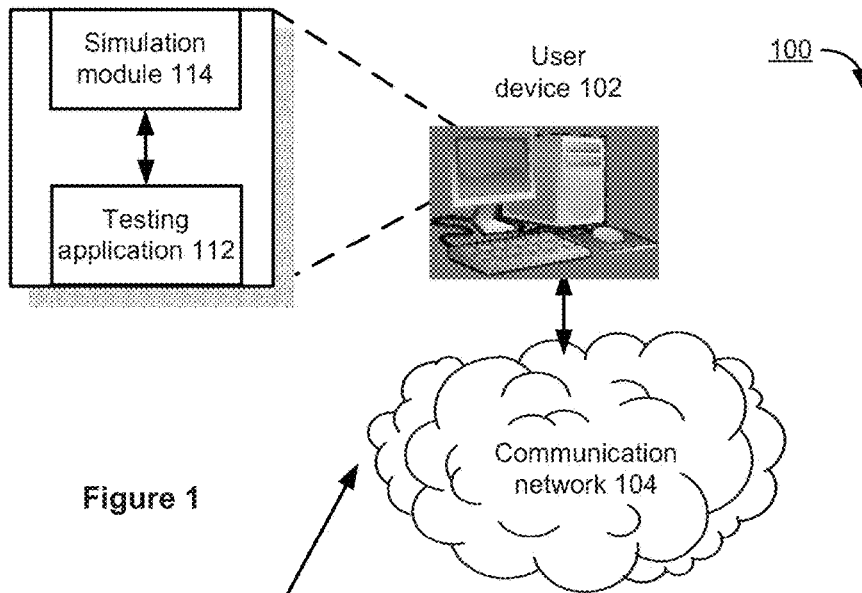 Simulation
module 114
User
device 102
100
Testing
application 112
Communication
network 104
Figure 1